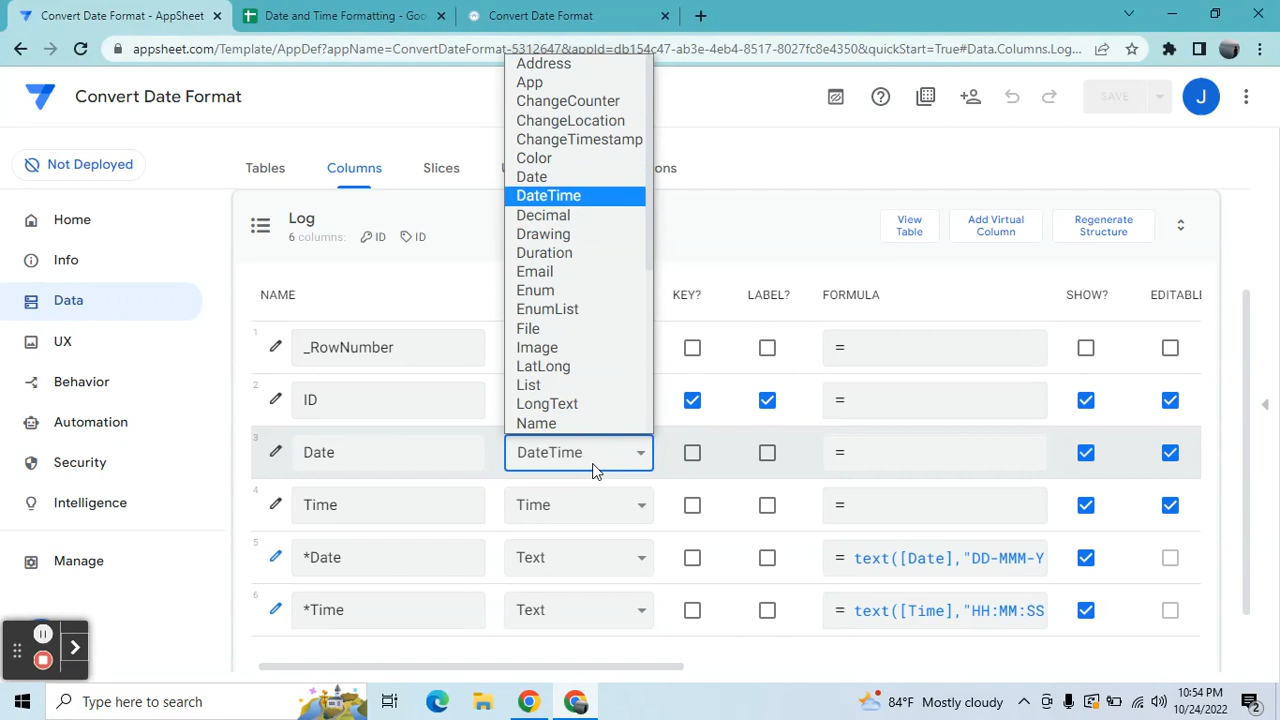 Convert Date Format - AppSheet
Date and Time Formatting - Goo
Convert Date Format
appsheet.com/Template/AppDef?appName=ConvertDateFormat-5312647&appId=db154c47-ab3e-4eb4-8517-8027fc8e4350&quickStart=True#Data.Columns.Log...
Convert Date Format
SAVE
J
Not Deployed
Tables
Columns
Slices
U
ons
Home
Info
Data
UX
Behavior
Automation
Security
Intelligence
Manage
Log
6 columns: ID ID
View Table
Add Virtual Column
Regenerate Structure
NAME
KEY?
LABEL?
FORMULA
SHOW?
EDITABL
Address
App
ChangeCounter
ChangeLocation
ChangeTimestamp
Color
Date
DateTime
Decimal
Drawing
Duration
Email
Enum
EnumList
File
Image
LatLong
List
LongText
Name
1
_RowNumber
=
2
ID
=
3
Date
DateTime
=
4
Time
Time
=
5
*Date
Text
= text([Date],"DD-MMM-Y
6
*Time
Text
= text([Time],"HH:MM:SS
Type here to search
84°F Mostly cloudy
10:54 PM
10/24/2022
2